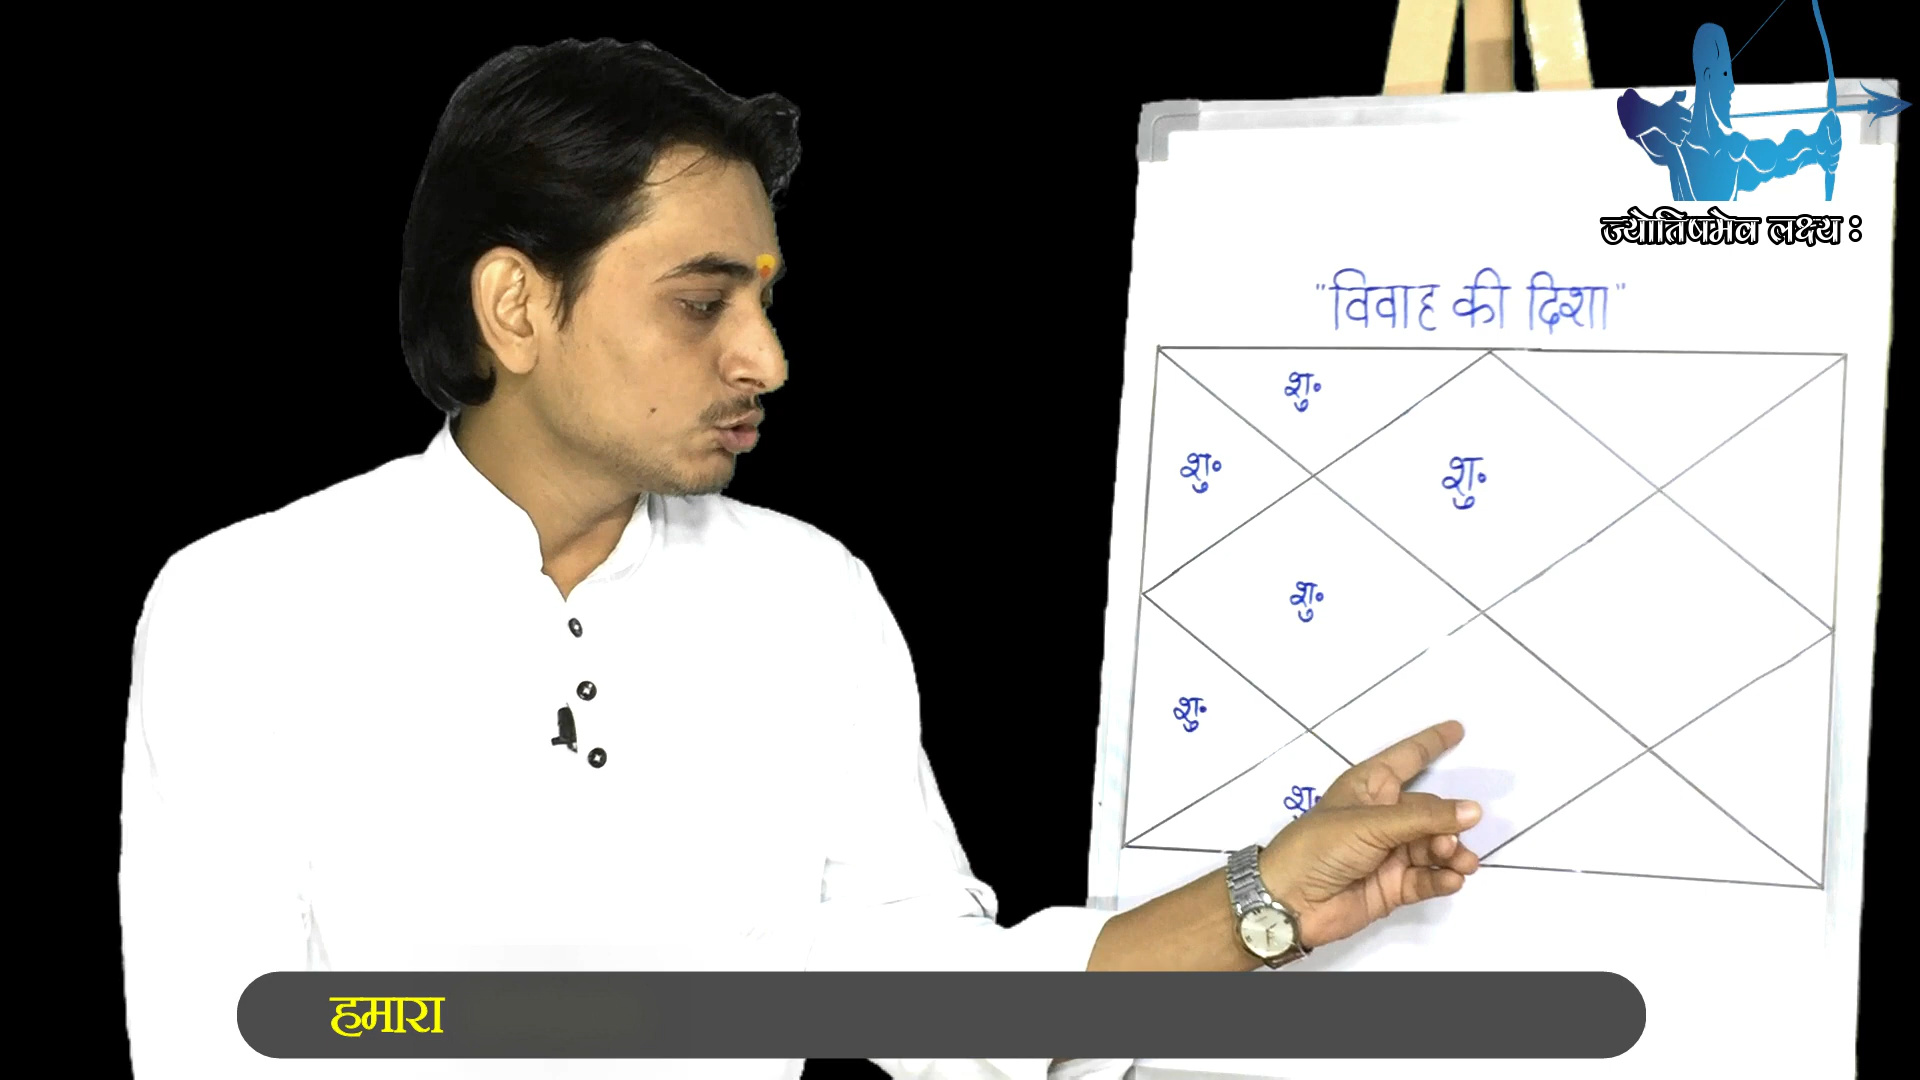 ज्योतिषमेव लक्ष्य :
"विवाह की दिशा"
शु॰
शु॰
शु॰
शु॰
शु॰
शु॰
हमारा